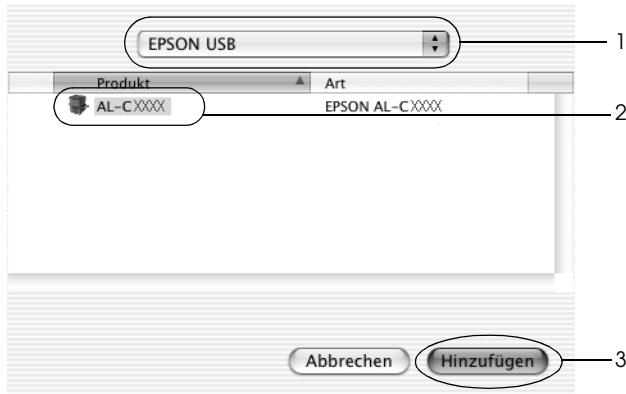 EPSON USB 1
Produkt Art
AL-CXXXX EPSON AL-CXXXX 2
Abbrechen Hinzufügen 3